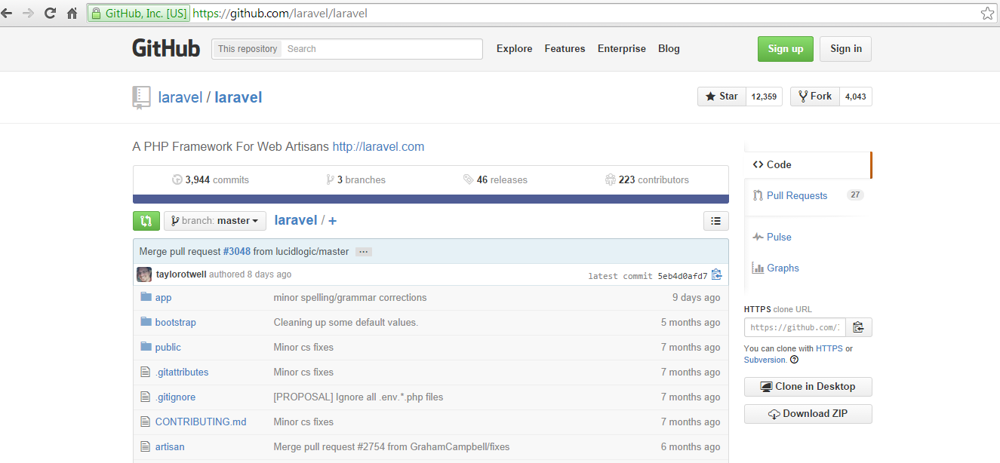 GitHub, Inc. [US] https://github.com/laravel/laravel
GitHub This repository Search Explore Features Enterprise Blog Sign up Sign in
laravel / laravel Star 12,359 Fork 4,043
A PHP Framework For Web Artisans http://laravel.com
3,944 commits 3 branches 46 releases 223 contributors
branch: master laravel / +
Merge pull request #3048 from lucidlogic/master ...
taylorotwell authored 8 days ago latest commit 5eb4d0afd7
app minor spelling/grammar corrections 9 days ago
bootstrap Cleaning up some default values. 5 months ago
public Minor cs fixes 7 months ago
.gitattributes Minor cs fixes 7 months ago
.gitignore [PROPOSAL] Ignore all .env.*.php files 7 months ago
CONTRIBUTING.md Minor cs fixes 7 months ago
artisan Merge pull request #2754 from GrahamCampbell/fixes 6 months ago
Code
Pull Requests 27
Pulse
Graphs
HTTPS clone URL
https://github.com/
You can clone with HTTPS or
Subversion.
Clone in Desktop
Download ZIP